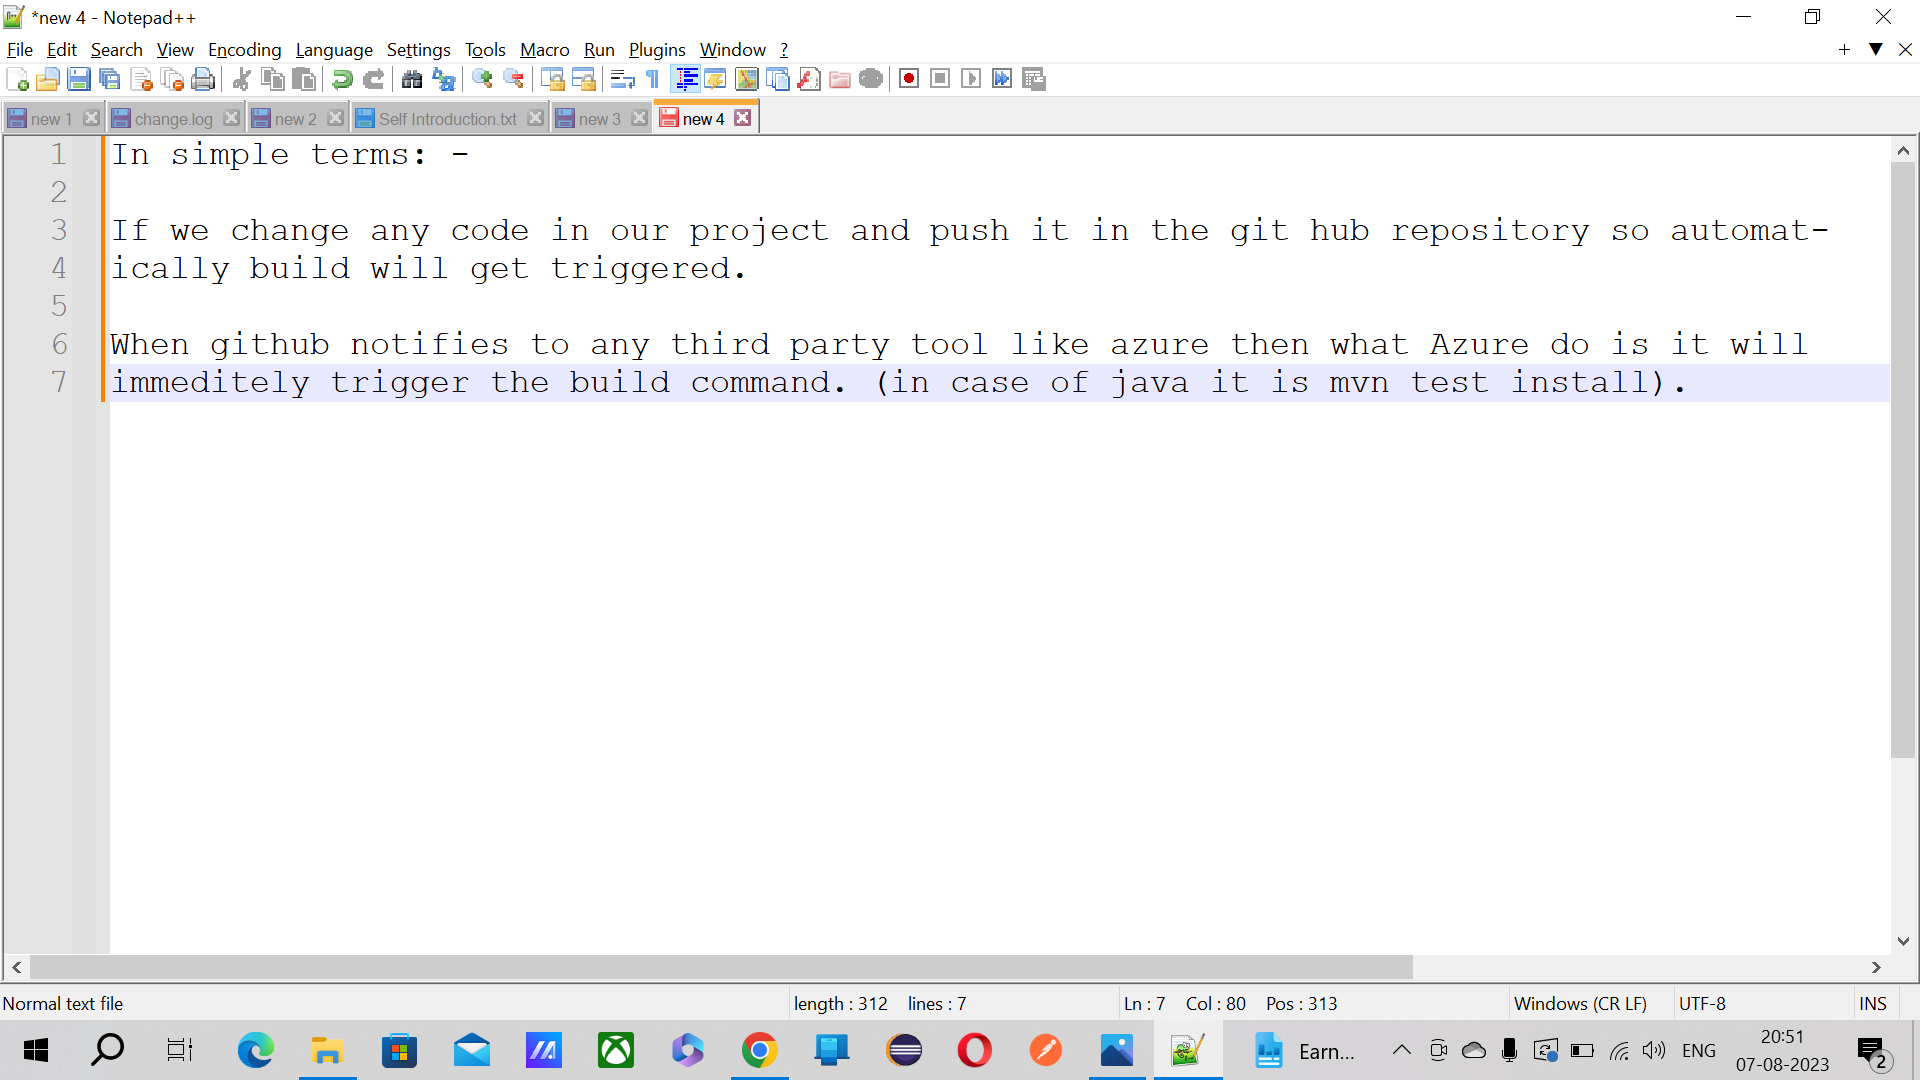 *new 4 - Notepad++
File Edit Search View Encoding Language Settings Tools Macro Run Plugins Window ?
new 1 change.log new 2 Self Introduction.txt new 3 new 4
1 In simple terms: -
2
3 If we change any code in our project and push it in the git hub repository so automat-
4 ically build will get triggered.
5
6 When github notifies to any third party tool like azure then what Azure do is it will
7 immeditely trigger the build command. (in case of java it is mvn test install).
Normal text file length : 312 lines : 7 Ln : 7 Col : 80 Pos : 313 Windows (CR LF) UTF-8 INS
Earn... ENG 20:51
07-08-2023 2